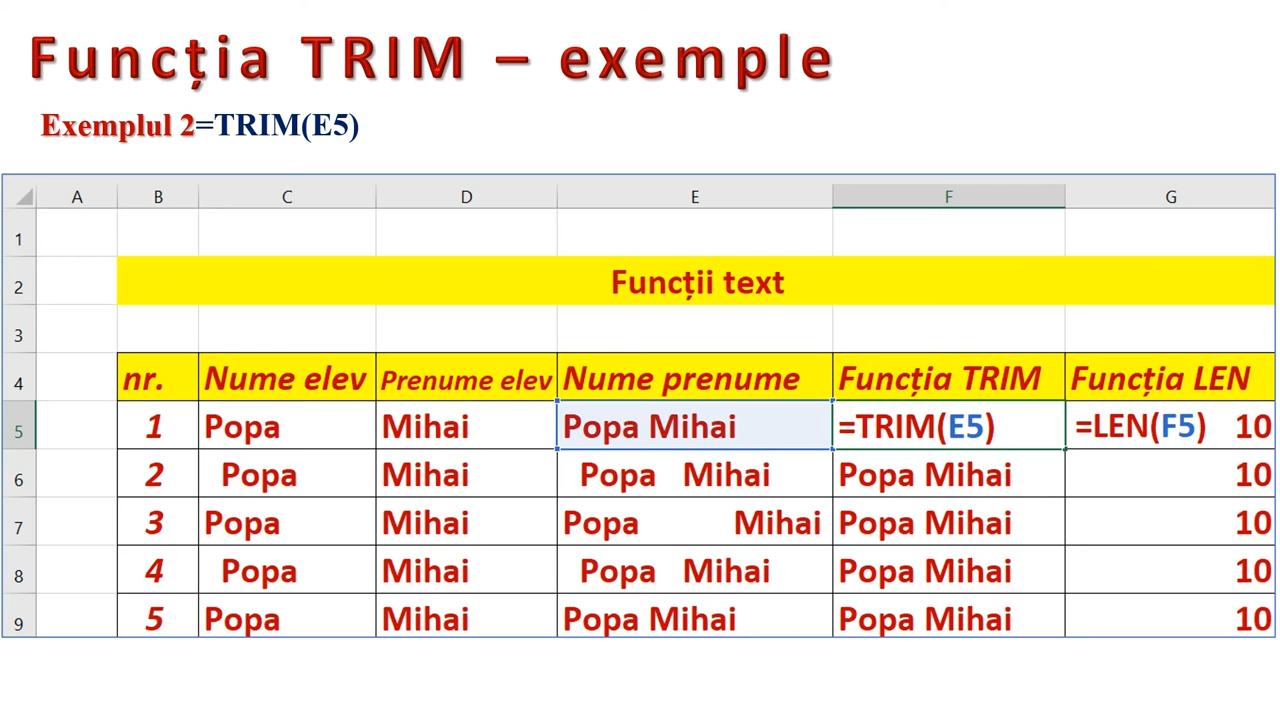 Funcția TRIM – exemple
Exemplul 2=TRIM(E5)
A B C D E F G
1
2 Funcții text
3
4 nr. Nume elev Prenume elev Nume prenume Funcția TRIM Funcția LEN
5 1 Popa Mihai Popa Mihai =TRIM(E5) =LEN(F5) 10
6 2 Popa Mihai Popa Mihai Popa Mihai 10
7 3 Popa Mihai Popa Mihai Popa Mihai 10
8 4 Popa Mihai Popa Mihai Popa Mihai 10
9 5 Popa Mihai Popa Mihai Popa Mihai 10